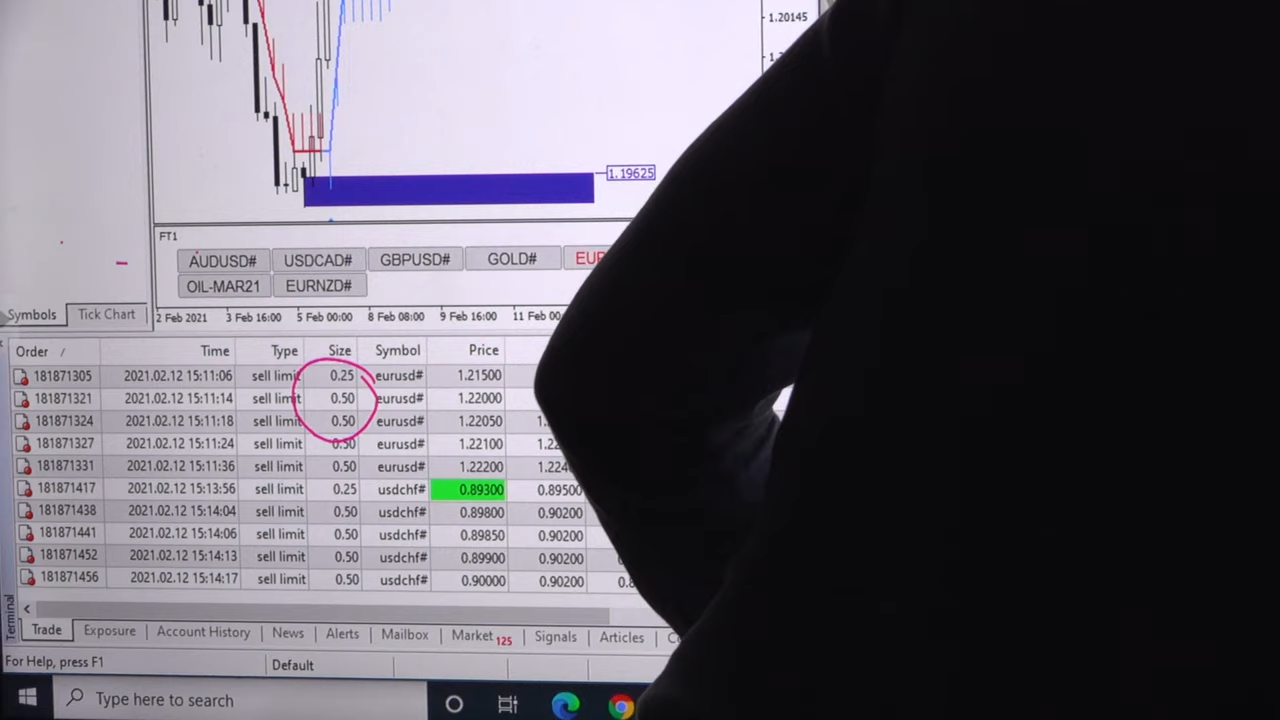 1.20145
1.19625
FT1
AUDUSD# USDCAD# GBPUSD# GOLD#
OIL-MAR21 EURNZD#
Symbols Tick Chart
2 Feb 2021 3 Feb 16:00 5 Feb 00:00 8 Feb 08:00 9 Feb 16:00 11 Feb
Order / Time Type Size Symbol Price
181871305 2021.02.12 15:11:06 sell limit 0.25 eurusd# 1.21500
181871321 2021.02.12 15:11:14 sell limit 0.50 eurusd# 1.22000
181871324 2021.02.12 15:11:18 sell limit 0.50 eurusd# 1.22050
181871327 2021.02.12 15:11:24 sell limit 0.50 eurusd# 1.22100
181871331 2021.02.12 15:11:36 sell limit 0.50 eurusd# 1.22200
181871417 2021.02.12 15:13:56 sell limit 0.25 usdchf# 0.89300 0.89500
181871438 2021.02.12 15:14:04 sell limit 0.50 usdchf# 0.89800 0.90200
181871441 2021.02.12 15:14:06 sell limit 0.50 usdchf# 0.89850 0.90200
181871452 2021.02.12 15:14:13 sell limit 0.50 usdchf# 0.89900 0.90200
181871456 2021.02.12 15:14:17 sell limit 0.50 usdchf# 0.90000 0.90200
Terminal
Trade Exposure Account History News Alerts Mailbox Market 125 Signals Articles
For Help, press F1 Default
Type here to search